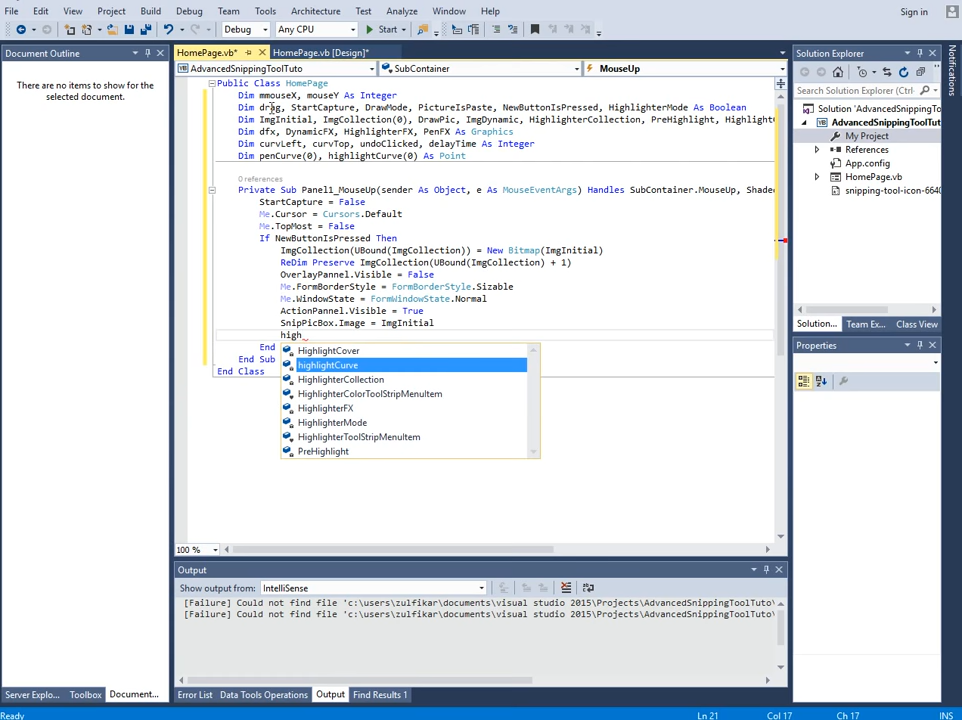 File Edit View Project Build Debug Team Tools Architecture Test Analyze Window Help Sign in
Debug Any CPU Start
Document Outline
There are no items to show for the
selected document.
HomePage.vb* HomePage.vb [Design]*
AdvancedSnippingToolTuto SubContainer MouseUp
Public Class HomePage
Dim mmouseX, mouseY As Integer
Dim drag, StartCapture, DrawMode, PictureIsPaste, NewButtonIsPressed, HighlighterMode As Boolean
Dim ImgInitial, ImgCollection(0), DrawPic, ImgDynamic, HighlighterCollection, PreHighlight, Highlight
Dim dfx, DynamicFX, HighlighterFX, PenFX As Graphics
Dim curvLeft, curvTop, undoClicked, delayTime As Integer
Dim penCurve(0), highlightCurve(0) As Point
0 references
Private Sub Panel1_MouseUp(sender As Object, e As MouseEventArgs) Handles SubContainer.MouseUp, Shade
StartCapture = False
Me.Cursor = Cursors.Default
Me.TopMost = False
If NewButtonIsPressed Then
ImgCollection(UBound(ImgCollection)) = New Bitmap(ImgInitial)
ReDim Preserve ImgCollection(UBound(ImgCollection) + 1)
OverlayPannel.Visible = False
Me.FormBorderStyle = FormBorderStyle.Sizable
Me.WindowState = FormWindowState.Normal
ActionPannel.Visible = True
SnipPicBox.Image = ImgInitial
high
End
End Sub
End Class
HighlightCover
highlightCurve
HighlighterCollection
HighlighterColorToolStripMenuItem
HighlighterFX
HighlighterMode
HighlighterToolStripMenuItem
PreHighlight
100 %
Output
Show output from: IntelliSense
[Failure] Could not find file 'c:\users\zulfikar\documents\visual studio 2015\Projects\AdvancedSnippingToolTuto\
[Failure] Could not find file 'c:\users\zulfikar\documents\visual studio 2015\Projects\AdvancedSnippingToolTuto\
Solution Explorer
Search Solution Explorer (Ctrl+;)
Solution 'AdvancedSnippingToolTut
AdvancedSnippingToolTut
My Project
References
App.config
HomePage.vb
snipping-tool-icon-6640
Solution... Team Ex... Class View
Properties
Notifications
Server Explo... Toolbox Document... Error List Data Tools Operations Output Find Results 1
Ready Ln 21 Col 17 Ch 17 INS